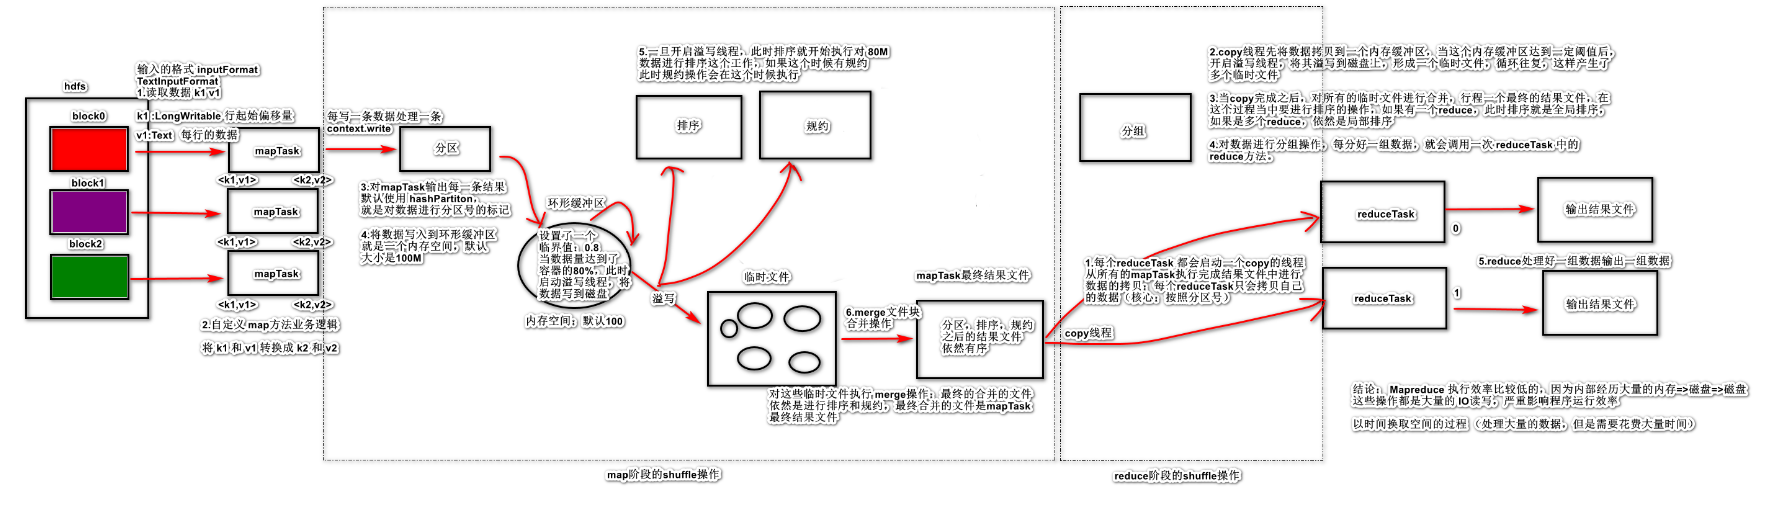 hdfs
block0
block1
block2
输入的格式 inputFormat
TextInputFormat
1.读取数据 k1 v1
k1 :LongWritable 行起始偏移量
v1:Text 每行的数据
mapTask
<k1,v1> <k2,v2>
mapTask
<k1,v1> <k2,v2>
mapTask
<k1,v1> <k2,v2>
2.自定义 map方法业务逻辑
将 k1 和 v1 转换成 k2 和 v2
每写一条数据处理一条
context.write
分区
3.对mapTask输出每一条结果
默认使用 hashPartiton,
就是对数据进行分区号的标记
4:将数据写入到环形缓冲区
就是一个内存空间，默认
大小是100M
环形缓冲区
设置了一个
临界值：0.8
当数据量达到了
容器的80%，此时
启动溢写线程，将
数据写到磁盘
内存空间：默认100
5.一旦开启溢写线程，此时排序就开始执行对 80M
数据进行排序这个工作，如果这个时候有规约
此时规约操作会在这个时候执行
排序
规约
溢写
临时文件
6.merge文件块
合并操作
对这些临时文件执行 merge操作：最终的合并的文件
依然是进行排序和规约，最终合并的文件是mapTask
最终结果文件
mapTask最终结果文件
分区，排序，规约
之后的结果文件
依然有序
map阶段的shuffle操作
copy线程
1.每个reduceTask 都会启动一个copy的线程
从所有的mapTask执行完成结果文件中进行
数据的拷贝：每个reduceTask只会拷贝自己
的数据（核心：按照分区号）
分组
2.copy线程先将数据拷贝到一个内存缓冲区，当这个内存缓冲区达到一定阈值后，
开启溢写线程，将其溢写到磁盘上，形成一个临时文件，循环往复，这样产生了
多个临时文件
3.当copy完成之后，对所有的临时文件进行合并，行程一个最终的结果文件，在
这个过程当中要进行排序的操作，如果有一个reduce，此时排序就是全局排序，
如果是多个reduce，依然是局部排序
4:对数据进行分组操作，每分好一组数据，就会调用一次 reduceTask 中的
reduce方法。
reduceTask
0
输出结果文件
5.reduce处理好一组数据输出一组数据
reduceTask
1
输出结果文件
reduce阶段的shuffle操作
结论： Mapreduce 执行效率比较低的，因为内部经历大量的内存=>磁盘=>磁盘
这些操作都是大量的 IO读写，严重影响程序运行效率
以时间换取空间的过程 （处理大量的数据，但是需要花费大量时间）